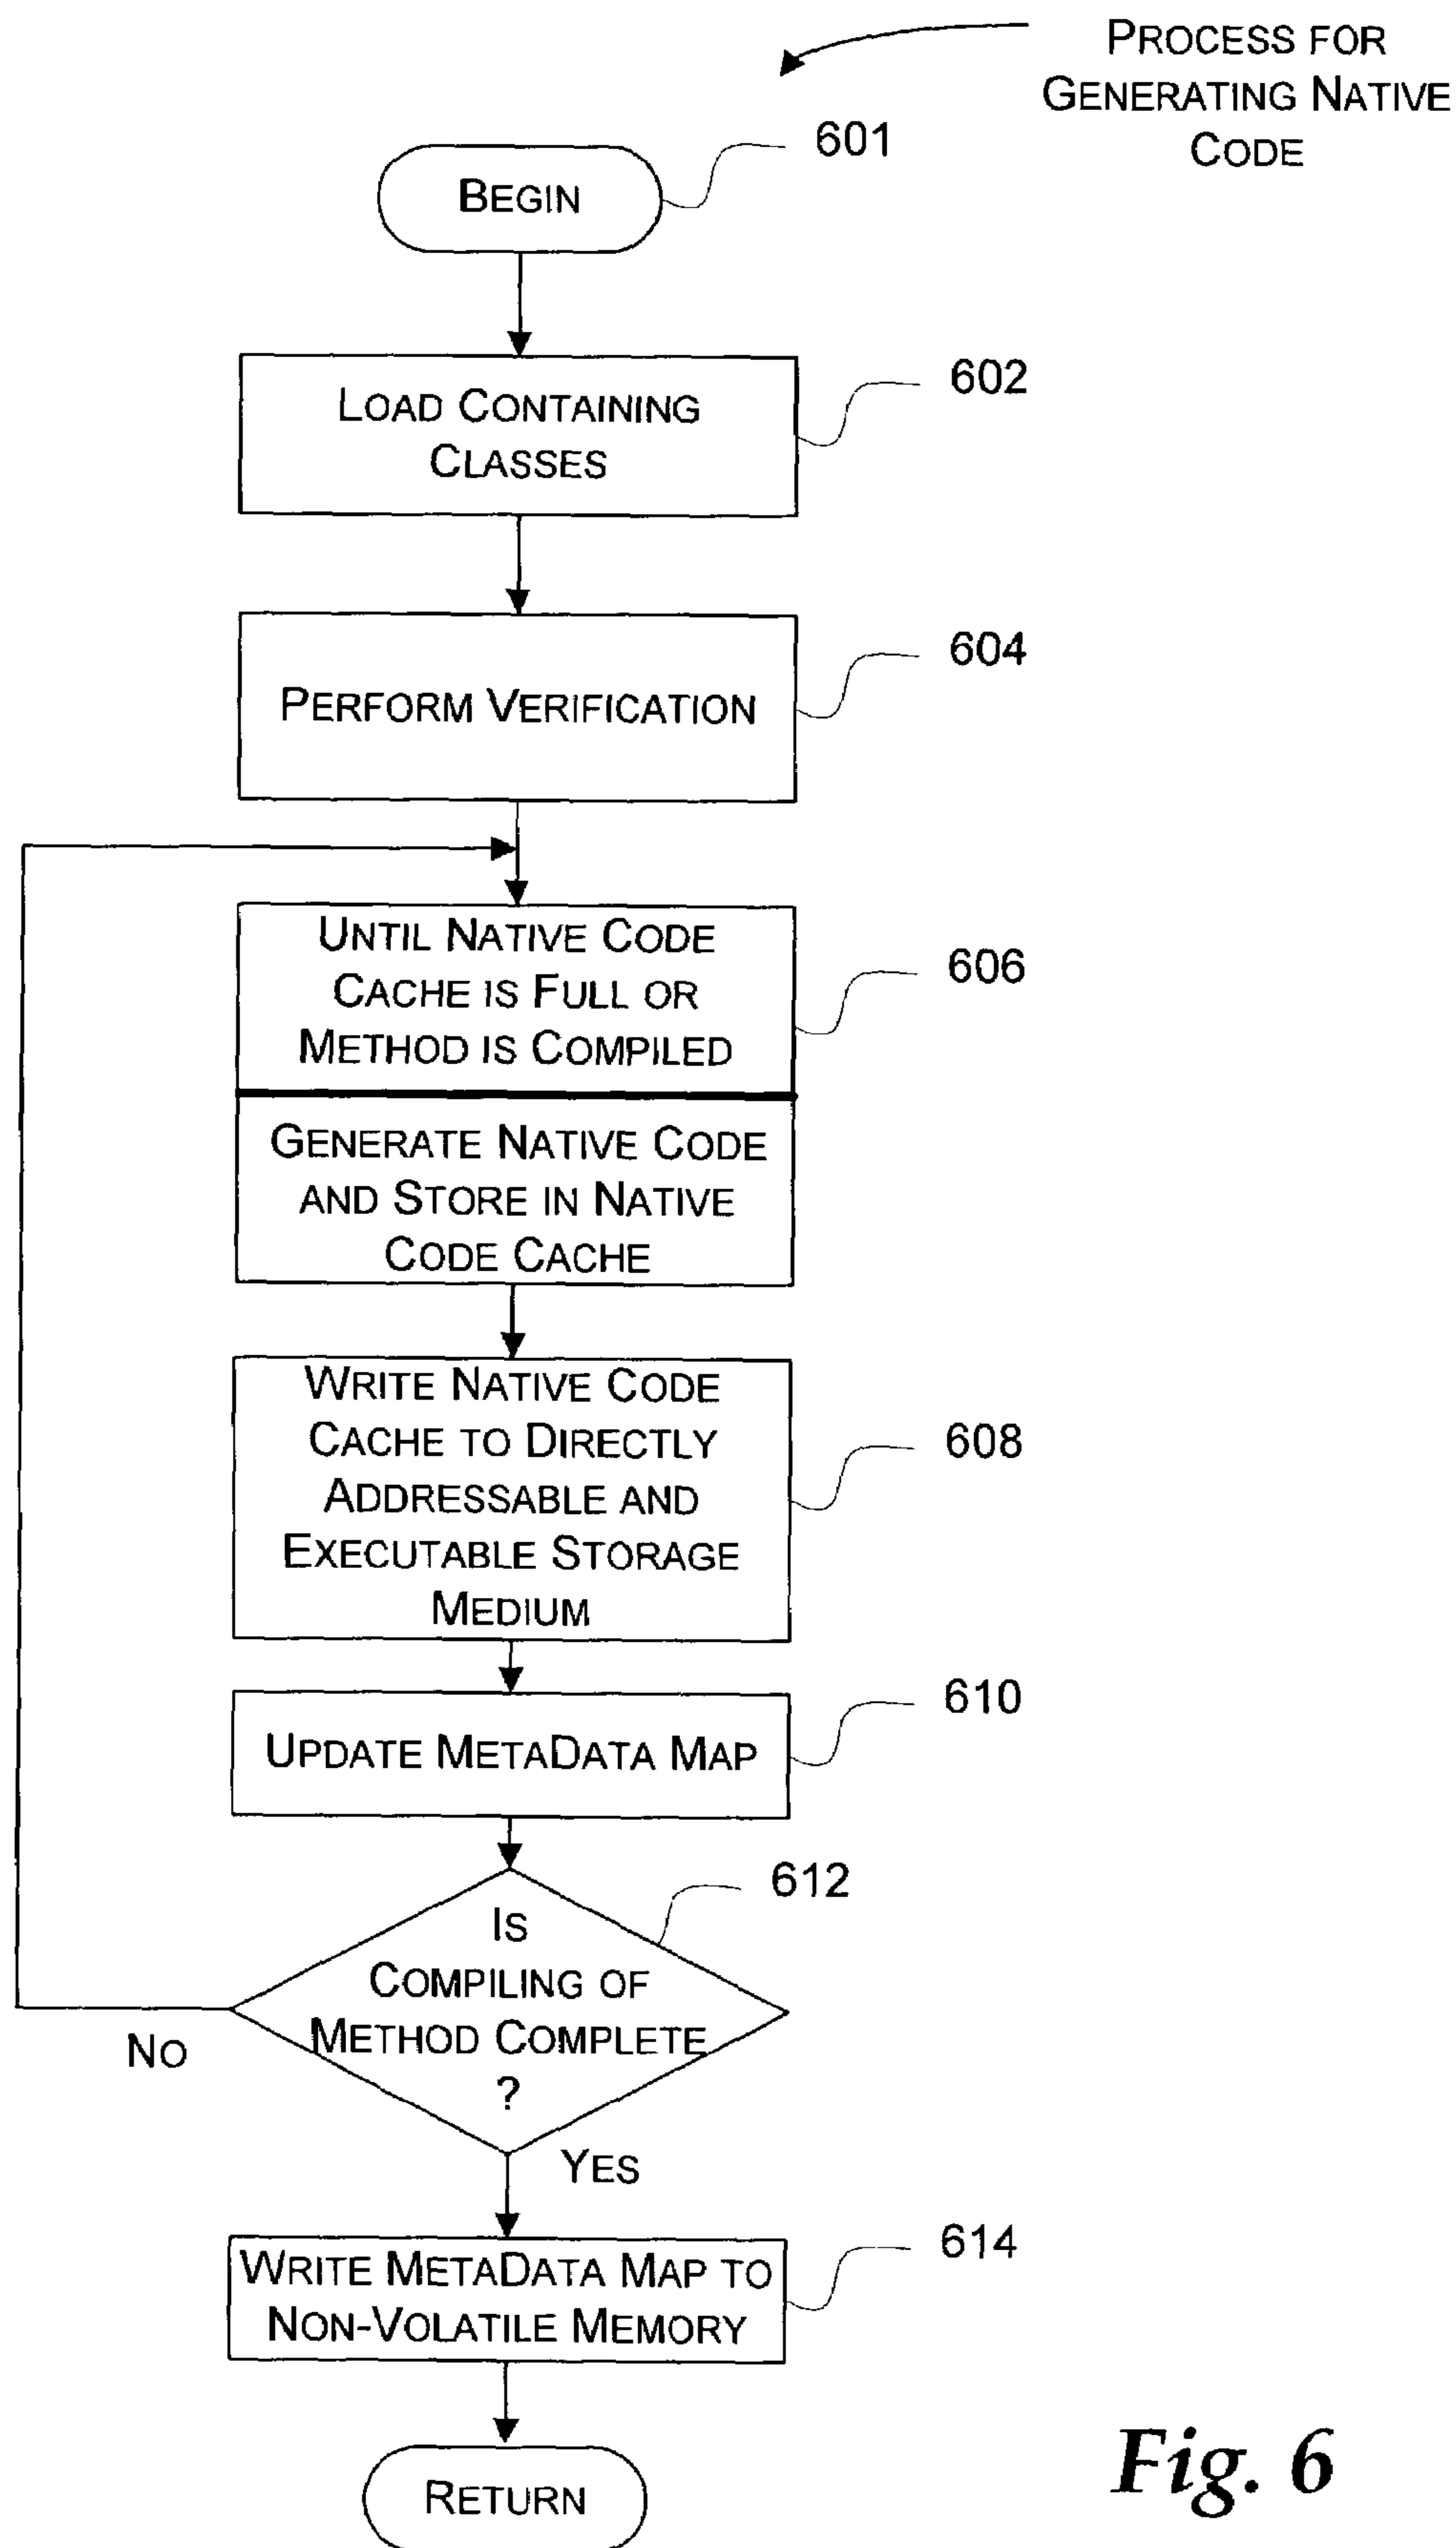 PROCESS FOR
GENERATING NATIVE
CODE
601
BEGIN
602
LOAD CONTAINING
CLASSES
604
PERFORM VERIFICATION
606
UNTIL NATIVE CODE
CACHE IS FULL OR
METHOD IS COMPILED
GENERATE NATIVE CODE
AND STORE IN NATIVE
CODE CACHE
608
WRITE NATIVE CODE
CACHE TO DIRECTLY
ADDRESSABLE AND
EXECUTABLE STORAGE
MEDIUM
610
UPDATE METADATA MAP
612
IS
COMPILING OF
METHOD COMPLETE
?
NO
YES
614
WRITE METADATA MAP TO
NON-VOLATILE MEMORY
RETURN
Fig. 6